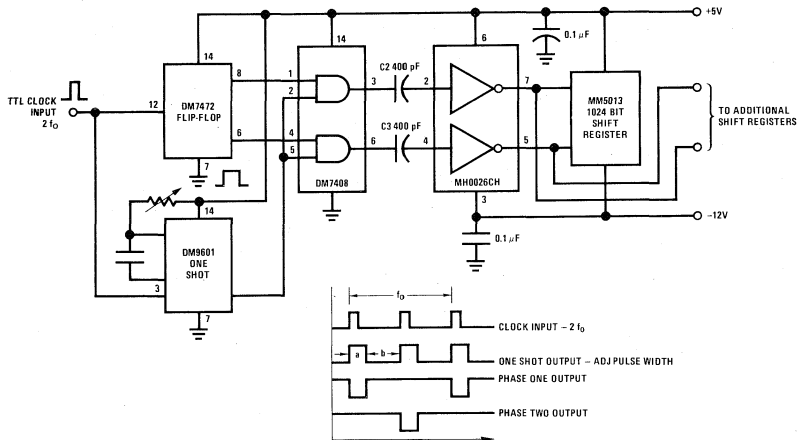 +5V
14
14
6
0.1 μF
C2 400 pF
8
1
3
2
7
2
TTL CLOCK
INPUT
2 fO
12
DM7472
FLIP-FLOP
MM5013
1024 BIT
SHIFT
REGISTER
TO ADDITIONAL
SHIFT REGISTERS
C3 400 pF
6
4
6
4
5
5
7
DM7408
MH0026CH
3
14
-12V
0.1 μF
DM9601
ONE
SHOT
3
7
fO
CLOCK INPUT – 2 fO
a
b
ONE SHOT OUTPUT – ADJ PULSE WIDTH
PHASE ONE OUTPUT
PHASE TWO OUTPUT